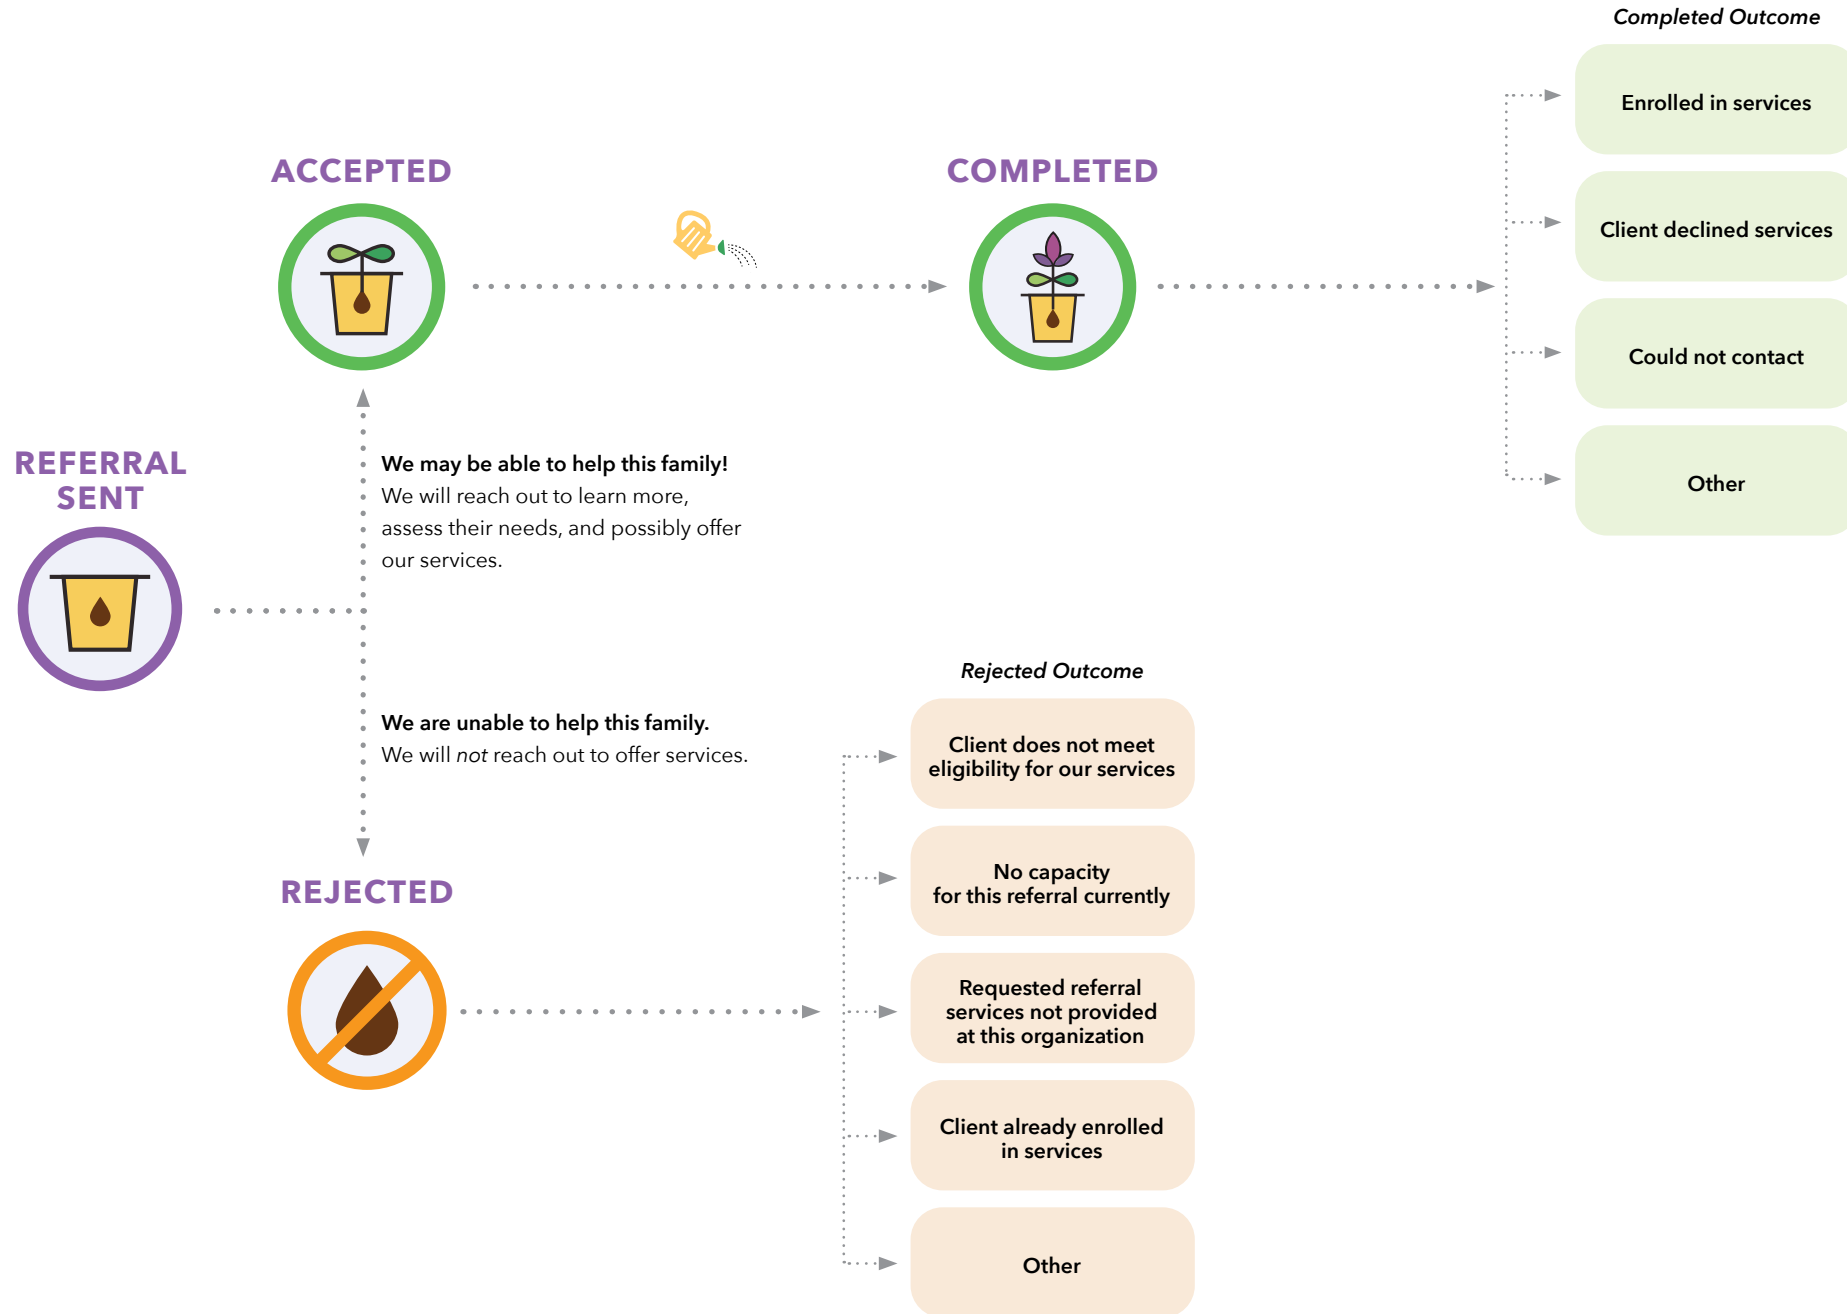 Completed Outcome
Enrolled in services
ACCEPTED
COMPLETED
Client declined services
Could not contact
Other
REFERRAL
SENT
We may be able to help this family!
We will reach out to learn more,
assess their needs, and possibly offer
our services.
We are unable to help this family.
We will not reach out to offer services.
REJECTED
Rejected Outcome
Client does not meet
eligibility for our services
No capacity
for this referral currently
Requested referral
services not provided
at this organization
Client already enrolled
in services
Other